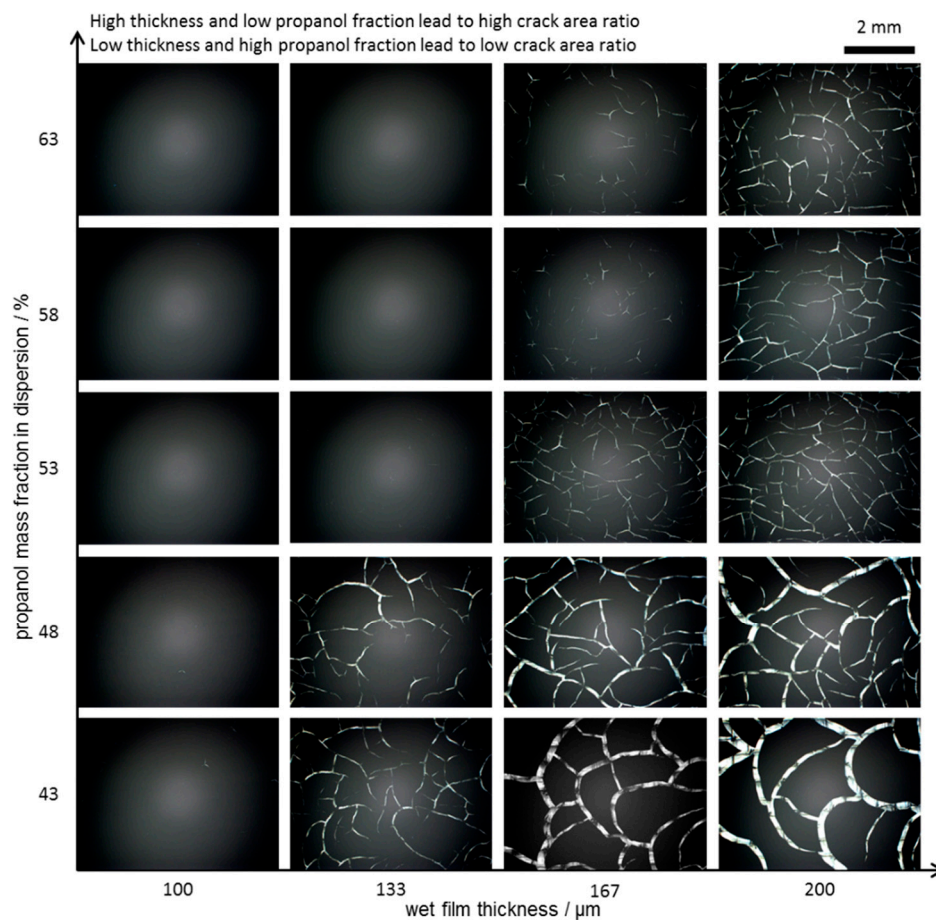 High thickness and low propanol fraction lead to high crack area ratio
Low thickness and high propanol fraction lead to low crack area ratio
2 mm
propanol mass fraction in dispersion / %
63
58
53
48
43
100 133 167 200
wet film thickness / µm